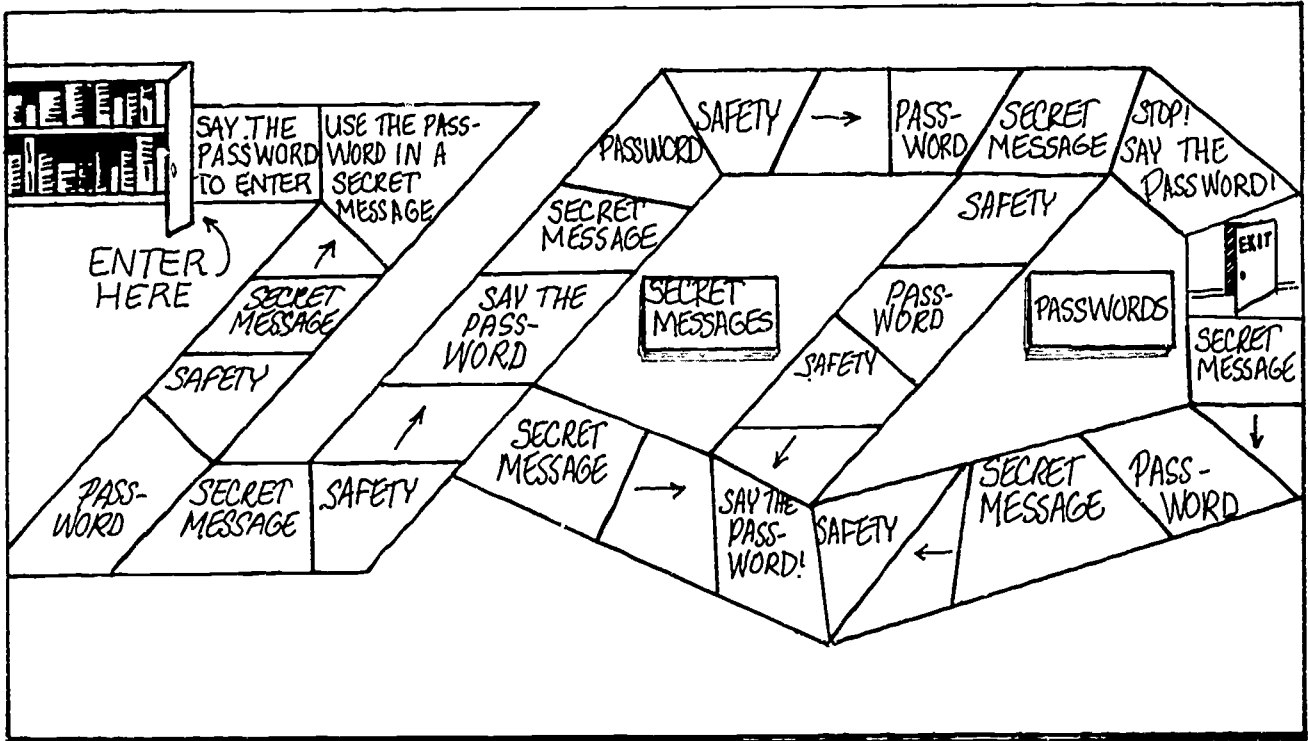 SAY THE
PASSWORD
TO ENTER
USE THE PASS-
WORD IN A
SECRET
MESSAGE
ENTER
HERE
SECRET
MESSAGE
SAFETY
PASS-
WORD
SECRET
MESSAGE
SAFETY
SAY THE
PASS-
WORD
SECRET
MESSAGE
PASSWORD
SAFETY
PASS-
WORD
SECRET
MESSAGE
STOP!
SAY THE
PASSWORD!
EXIT
SAFETY
PASS-
WORD
SAFETY
SECRET
MESSAGES
PASSWORDS
SECRET
MESSAGE
PASS-
WORD
SECRET
MESSAGE
SAFETY
SAY THE
PASS-
WORD!
SECRET
MESSAGE